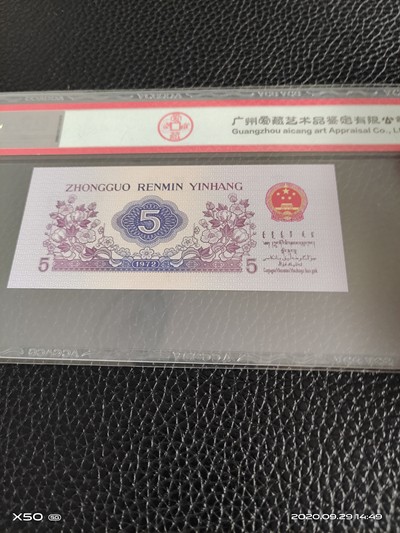 广州爱藏艺术品鉴定有限公司
Guangzhou aicang art Appraisal Co., L
ZHONGGUO RENMIN YINHANG
5
5
1972
5
X50 5G
2020.09.29 14:49